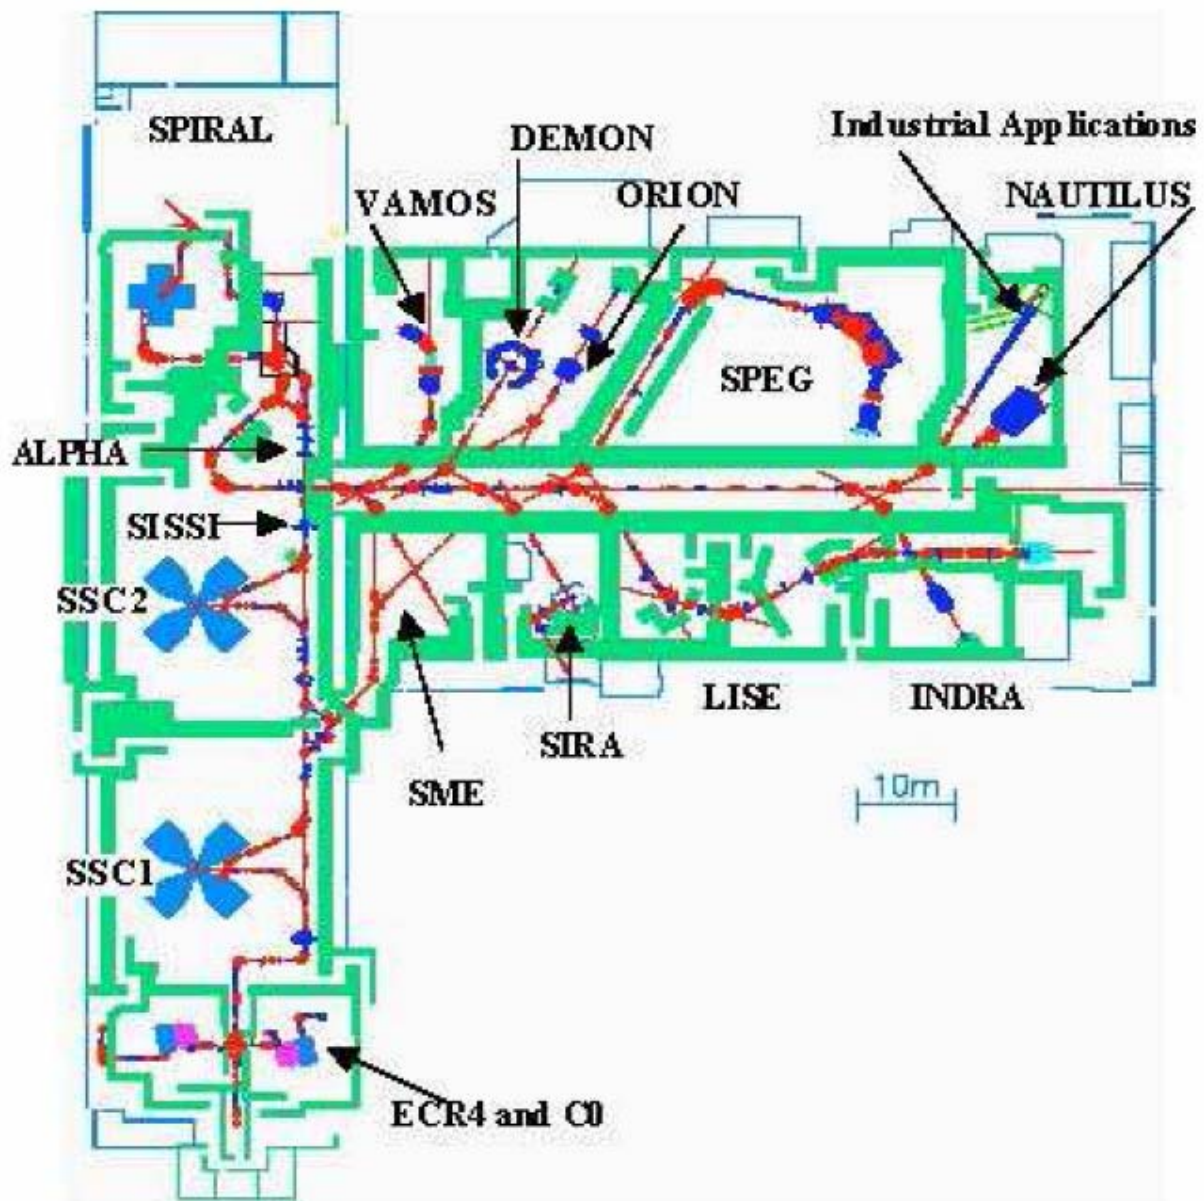 SPIRAL
DEMON
Industrial Applications
VAMOS
ORION
NAUTILUS
SPEG
ALPHA
SISSI
SSC2
LISE
INDRA
SIRA
SME
10m
SSC1
ECR4 and C0